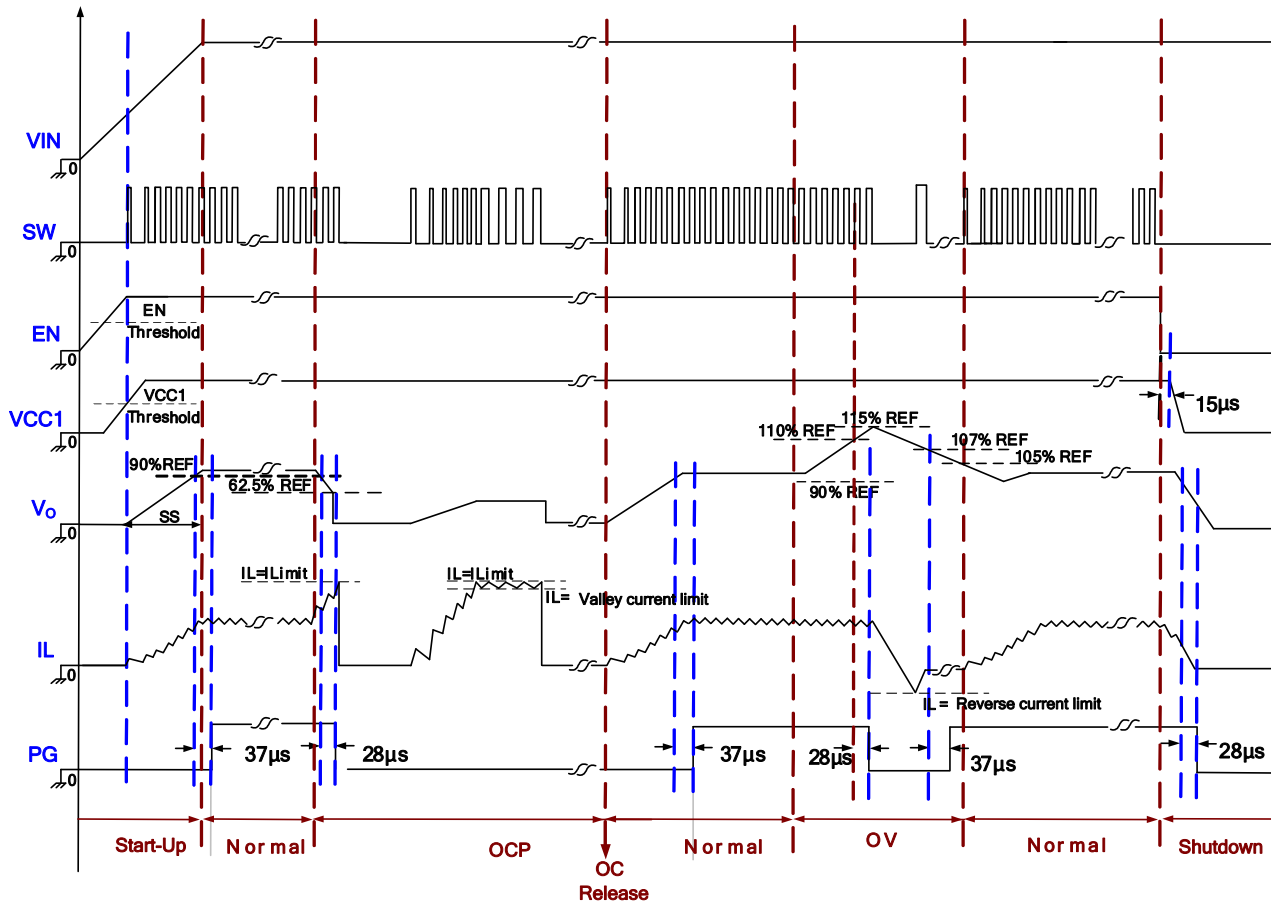 VIN
0
SW
0
EN
Threshold
EN
0
VCC1
Threshold
VCC1
0
15µs
115% REF
110% REF
107% REF
105% REF
90%REF
62.5% REF
90% REF
VO
SS
0
IL=ILimit
IL=ILimit
IL= Valley current limit
IL
0
IL = Reverse current limit
PG
37µs
28µs
37µs
28µs
37µs
28µs
0
Start-Up
Normal
OCP
OC
Release
Normal
OV
Normal
Shutdown